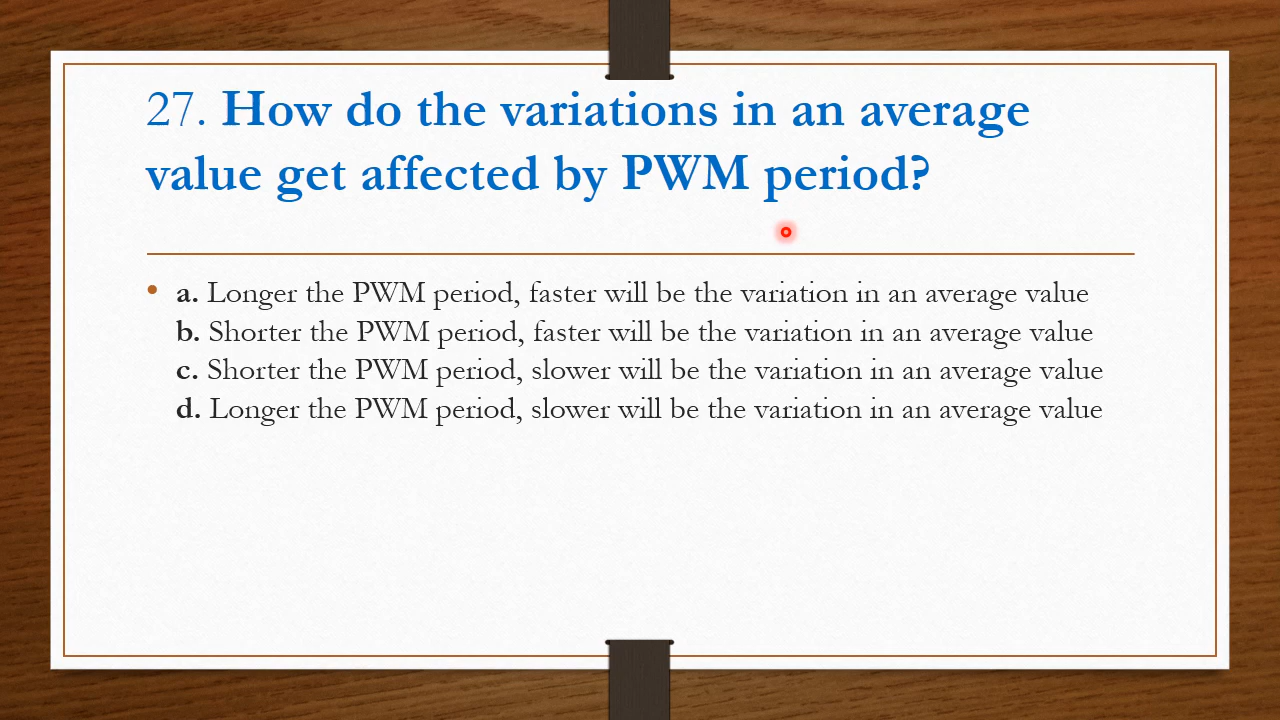 27. How do the variations in an average
value get affected by PWM period?
• a. Longer the PWM period, faster will be the variation in an average value
b. Shorter the PWM period, faster will be the variation in an average value
c. Shorter the PWM period, slower will be the variation in an average value
d. Longer the PWM period, slower will be the variation in an average value